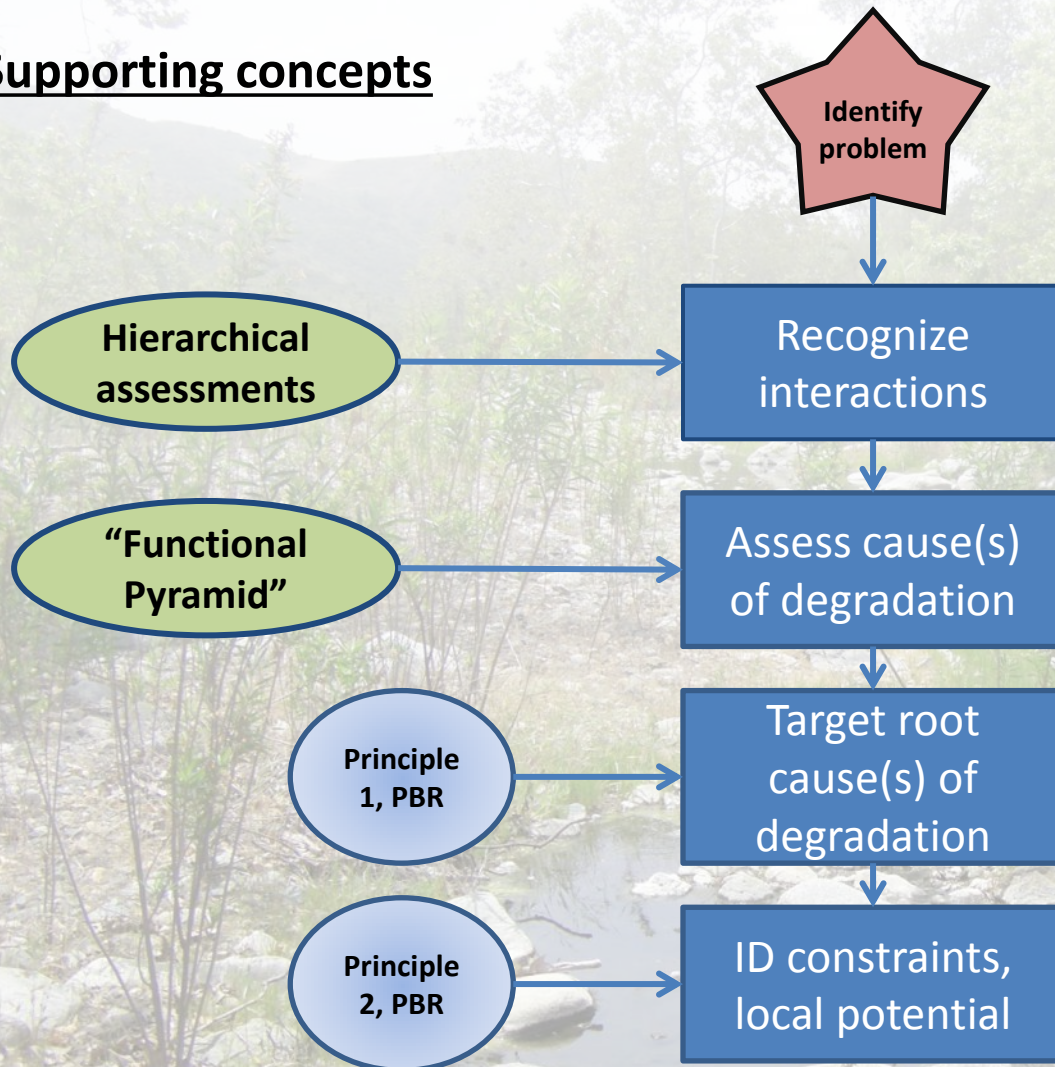 Supporting concepts
Identify
problem
Hierarchical
assessments
Recognize
interactions
“Functional
Pyramid”
Assess cause(s)
of degradation
Principle
1, PBR
Target root
cause(s) of
degradation
Principle
2, PBR
ID constraints,
local potential